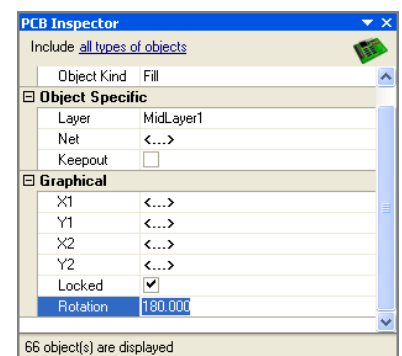 PCB Inspector
Include all types of objects
Object Kind Fill
Object Specific
Layer MidLayer1
Net <...>
Keepout
Graphical
X1 <...>
Y1 <...>
X2 <...>
Y2 <...>
Locked
Rotation 180.000
66 object(s) are displayed